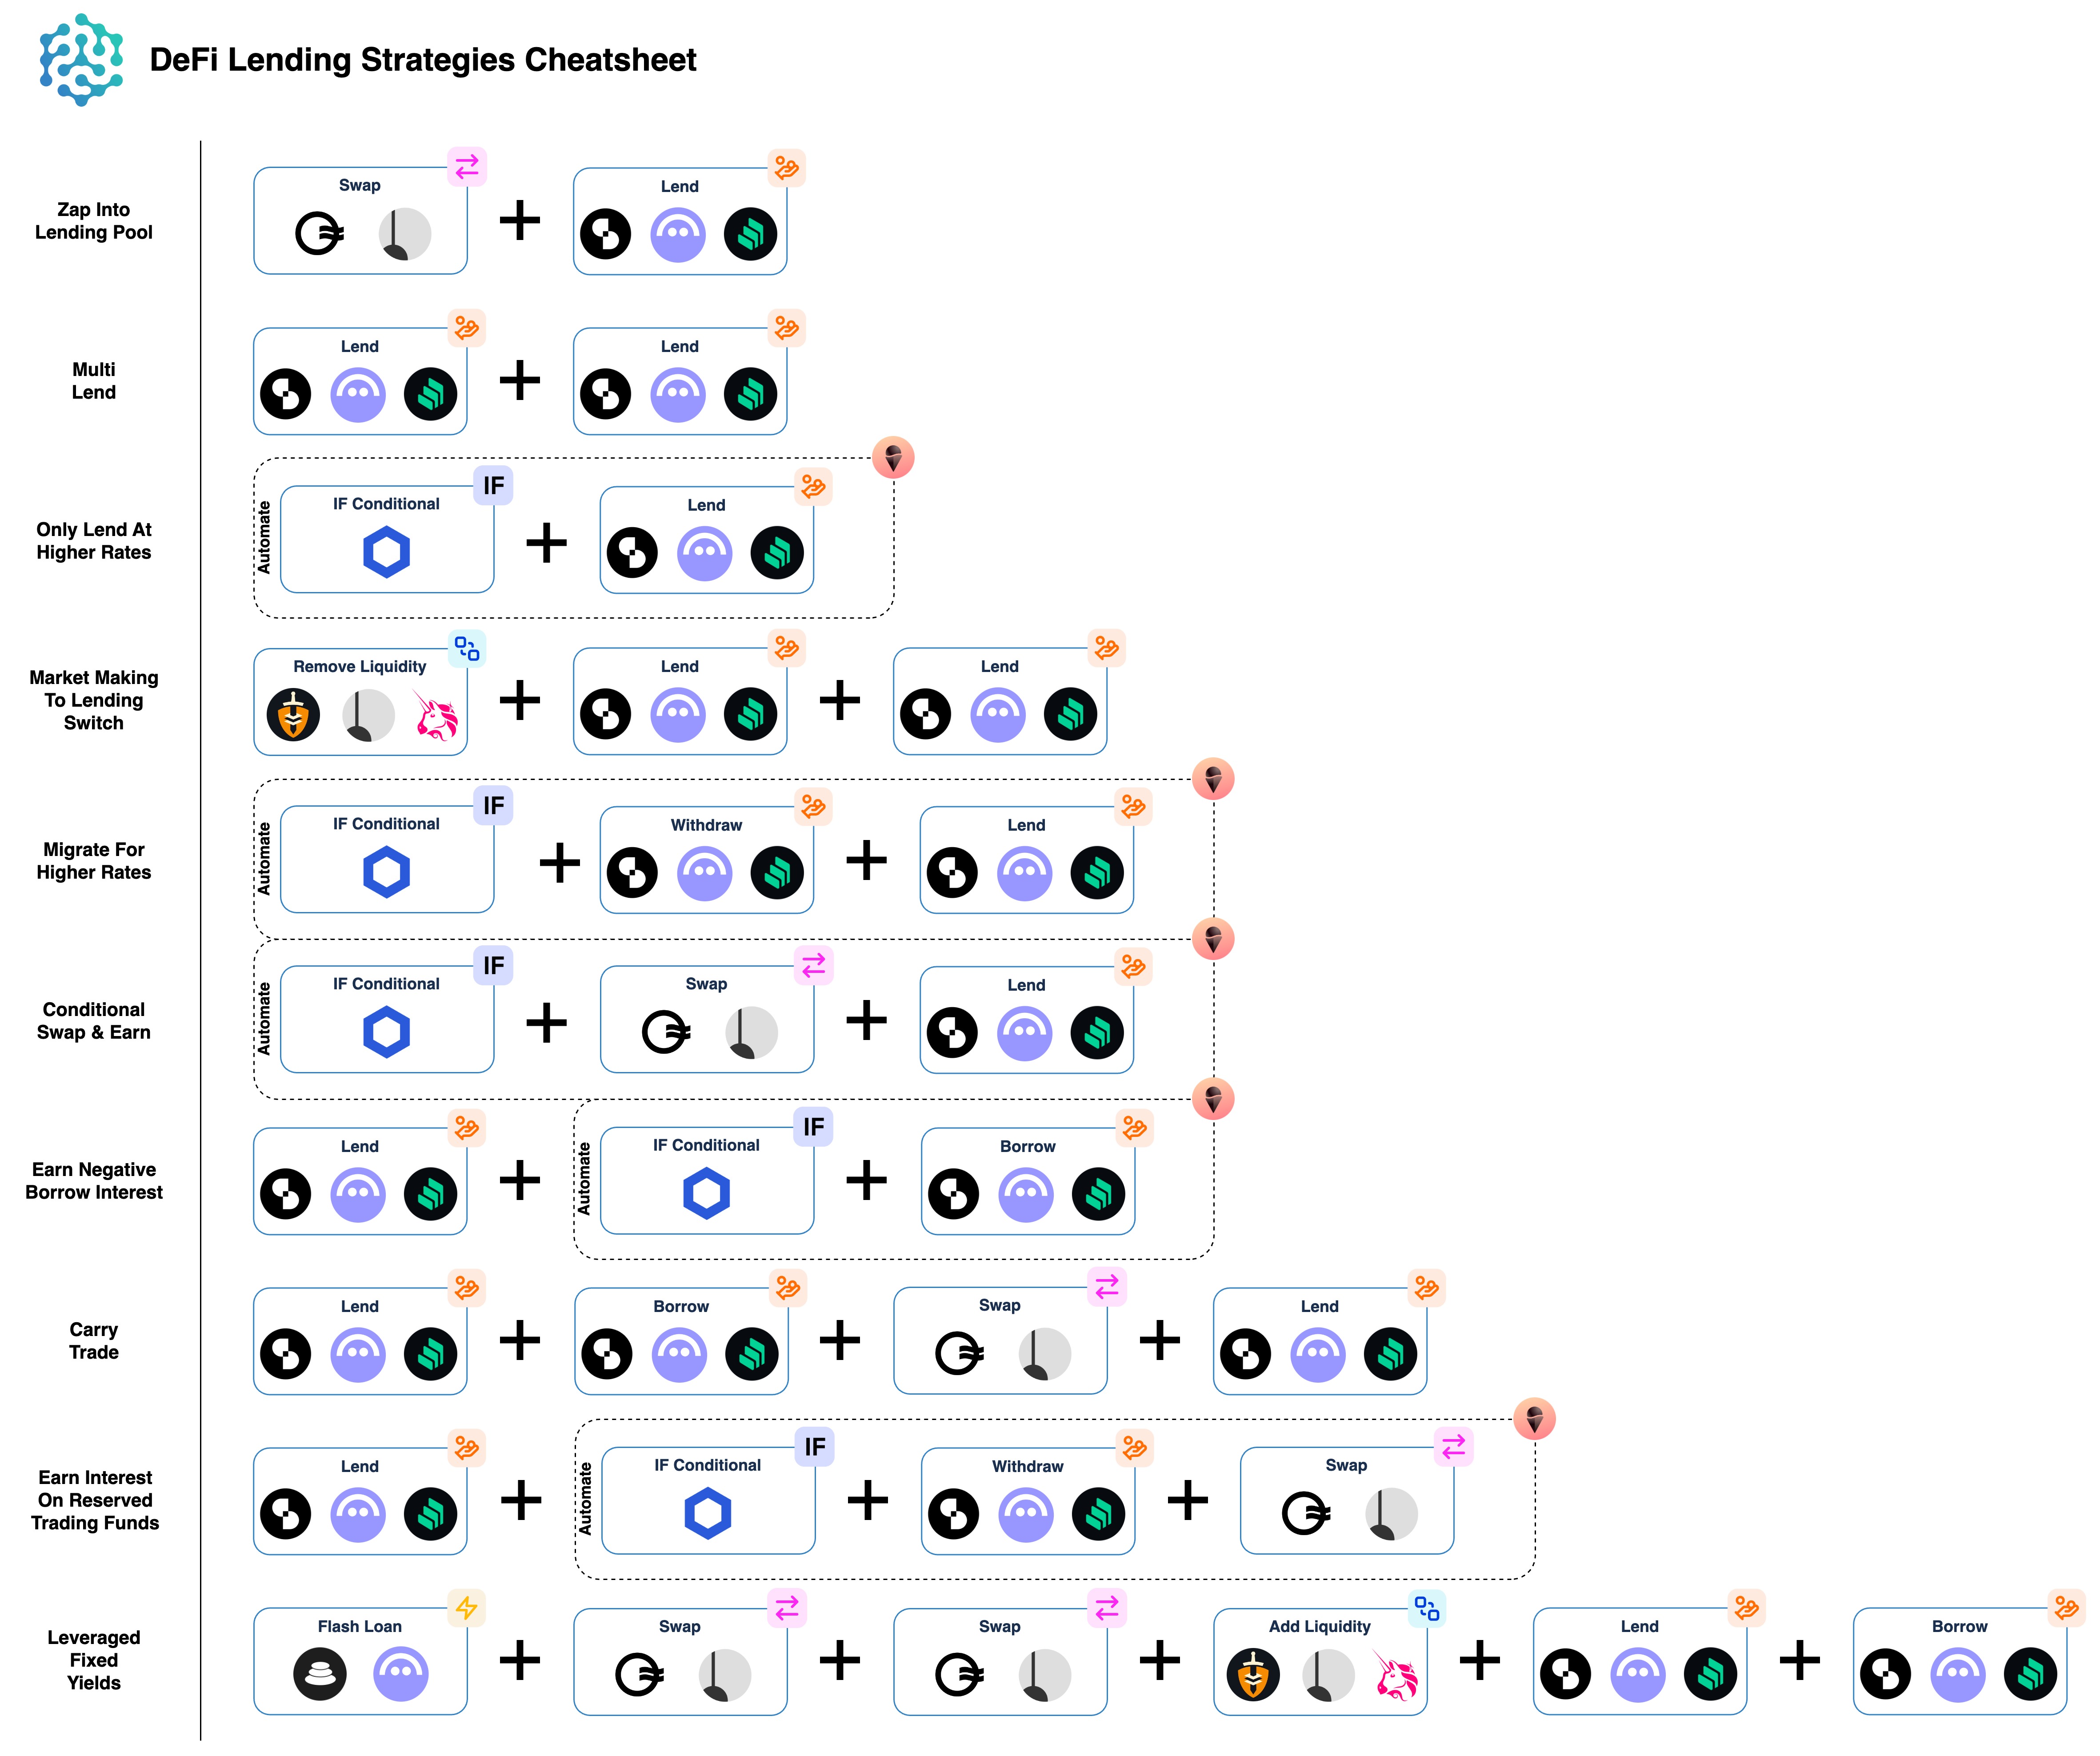 DeFi Lending Strategies Cheatsheet
Zap Into
Lending Pool
Swap
Lend
Multi
Lend
Lend
Lend
Only Lend At
Higher Rates
Automate
IF Conditional
IF
Lend
Market Making
To Lending
Switch
Remove Liquidity
Lend
Lend
Migrate For
Higher Rates
Automate
IF Conditional
IF
Withdraw
Lend
Conditional
Swap & Earn
Automate
IF Conditional
IF
Swap
Lend
Earn Negative
Borrow Interest
Lend
Automate
IF Conditional
IF
Borrow
Carry
Trade
Lend
Borrow
Swap
Lend
Earn Interest
On Reserved
Trading Funds
Lend
Automate
IF Conditional
IF
Withdraw
Swap
Leveraged
Fixed
Yields
Flash Loan
Swap
Swap
Add Liquidity
Lend
Borrow